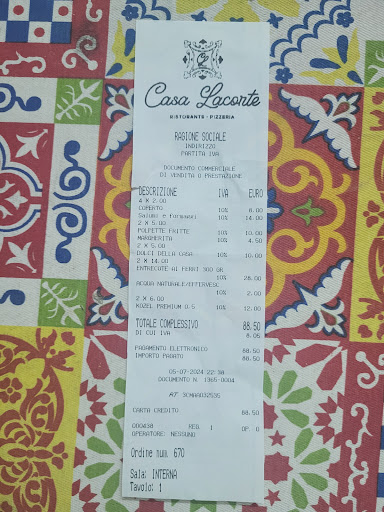 Casa Lacorte
RISTORANTE • PIZZERIA
RAGIONE SOCIALE
INDIRIZZO
PARTITA IVA
DOCUMENTO COMMERCIALE
DI VENDITA O PRESTAZIONE
DESCRIZIONE IVA EURO
4 X 2.00
COPERTO 10% 8.00
Salumi e formaggi 10% 14.00
2 X 5.00
POLPETTE FRITTE 10% 10.00
MARGHERITA 10% 4.50
2 X 5.00
DOLCI DELLA CASA 10% 10.00
2 X 14.00
ENTRECOTE AI FERRI 300 GR.
10% 28.00
ACQUA NATURALE/EFFERVESC
10% 2.00
2 X 6.00
KOZEL PREMIUM 0.5 10% 12.00
TOTALE COMPLESSIVO 88.50
DI CUI IVA 8.05
PAGAMENTO ELETTRONICO 88.50
IMPORTO PAGATO 88.50
05-07-2024 22:30
DOCUMENTO N. 1365-0004
CARTA CREDITO 88.50
REG. 1 OP. 0
OPERATORE: NESSUNO
Ordine num. 670
Sala: INTERNA
Tavolo: 1